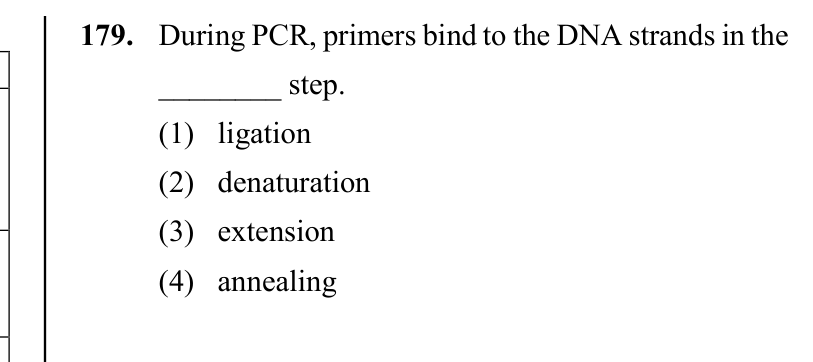 179. During PCR, primers bind to the DNA strands in the
________ step.
(1) ligation
(2) denaturation
(3) extension
(4) annealing